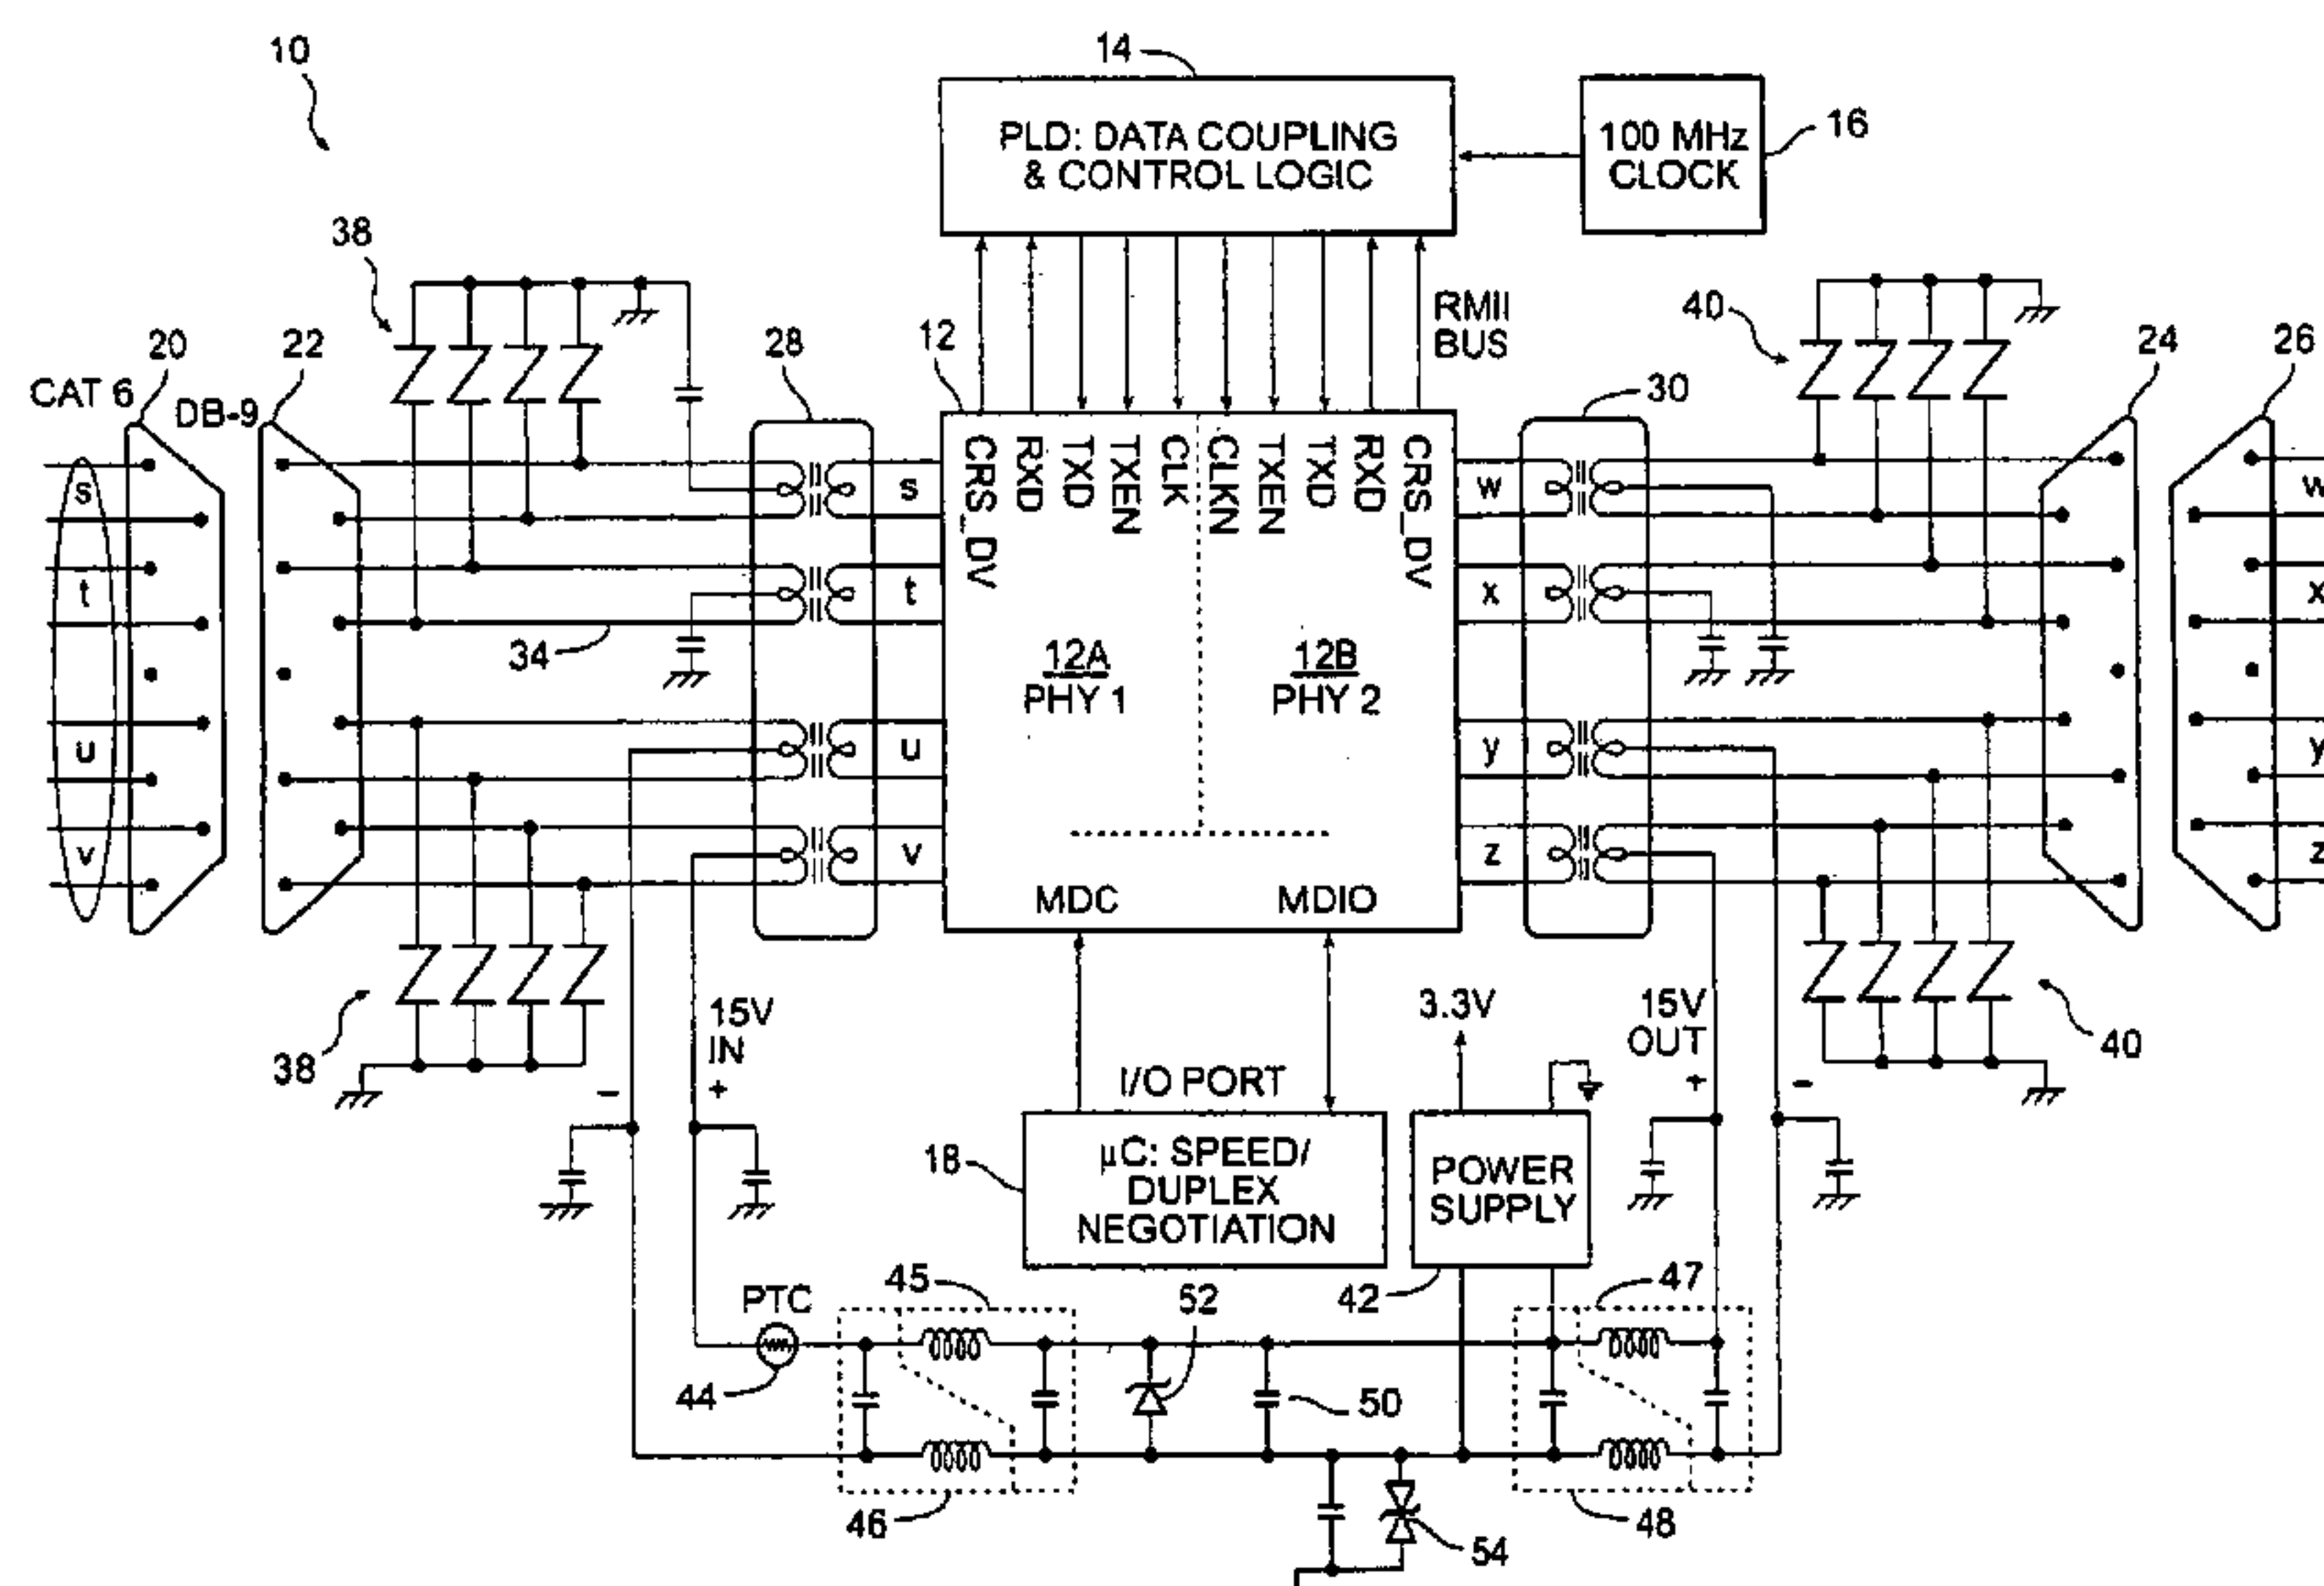 10
14
PLD: DATA COUPLING
& CONTROL LOGIC
100 MHz
CLOCK
16
38
20
22
CAT 6
DB-9
28
12
RMII
BUS
30
40
24
26
CRS_DV
RXD
TXD
TXEN
CLK
CLKN
TXEN
TXD
RXD
CRS_DV
s
t
u
v
s
t
u
v
w
x
y
z
w
x
y
z
34
12A
PHY 1
12B
PHY 2
MDC
MDIO
38
15V
IN
+
–
I/O PORT
3.3V
15V
OUT
+
–
40
18
µC: SPEED/
DUPLEX
NEGOTIATION
POWER
SUPPLY
PTC
45
52
42
47
44
50
46
48
54